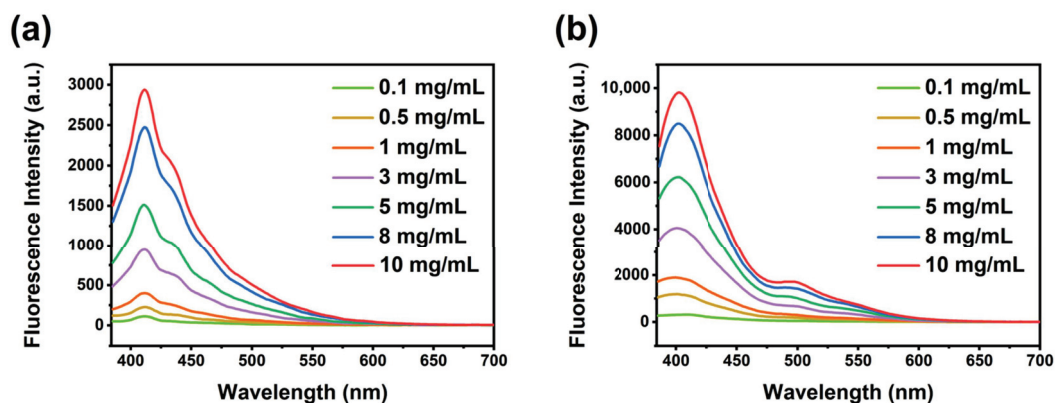 (a)
Fluorescence Intensity (a.u.)
3000
2500
2000
1500
1000
500
0
400 450 500 550 600 650 700
Wavelength (nm)
0.1 mg/mL
0.5 mg/mL
1 mg/mL
3 mg/mL
5 mg/mL
8 mg/mL
10 mg/mL
(b)
Fluorescence Intensity (a.u.)
10,000
8000
6000
4000
2000
0
400 450 500 550 600 650 700
Wavelength (nm)
0.1 mg/mL
0.5 mg/mL
1 mg/mL
3 mg/mL
5 mg/mL
8 mg/mL
10 mg/mL